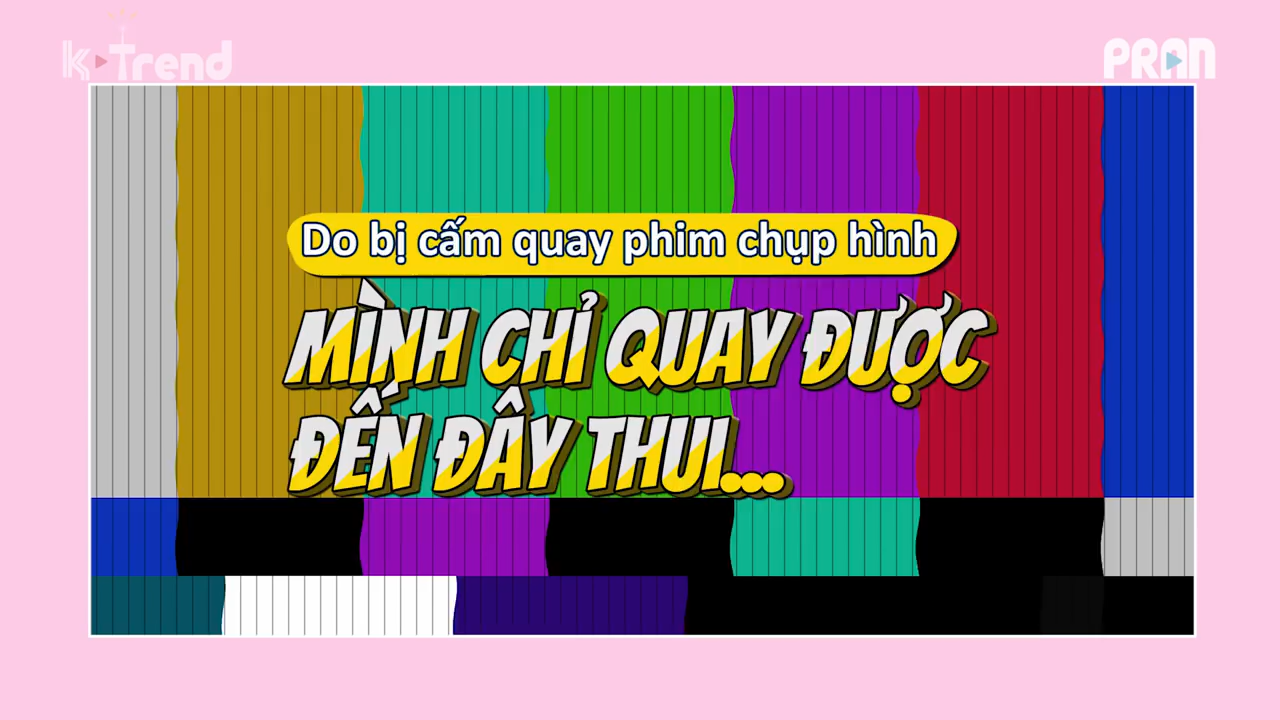 K Trend
PRAN
Do bị cấm quay phim chụp hình
MÌNH CHỈ QUAY ĐƯỢC
ĐẾN ĐÂY THUI...